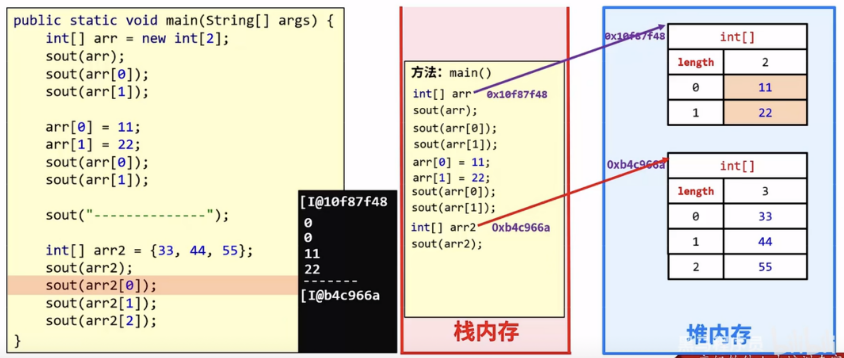 public static void main(String[] args) {
int[] arr = new int[2];
sout(arr);
sout(arr[0]);
sout(arr[1]);
arr[0] = 11;
arr[1] = 22;
sout(arr[0]);
sout(arr[1]);
sout("--------------");
int[] arr2 = {33, 44, 55};
sout(arr2);
sout(arr2[0]);
sout(arr2[1]);
sout(arr2[2]);
}
[I@10f87f48
0
0
11
22
-------
[I@b4c966a
方法：main()
int[] arr 0x10f87f48
sout(arr);
sout(arr[0]);
sout(arr[1]);
arr[0] = 11;
arr[1] = 22;
sout(arr[0]);
sout(arr[1]);
int[] arr2 0xb4c966a
sout(arr2);
栈内存
0x10f87f48
int[]
length 2
0 11
1 22
0xb4c966a
int[]
length 3
0 33
1 44
2 55
堆内存